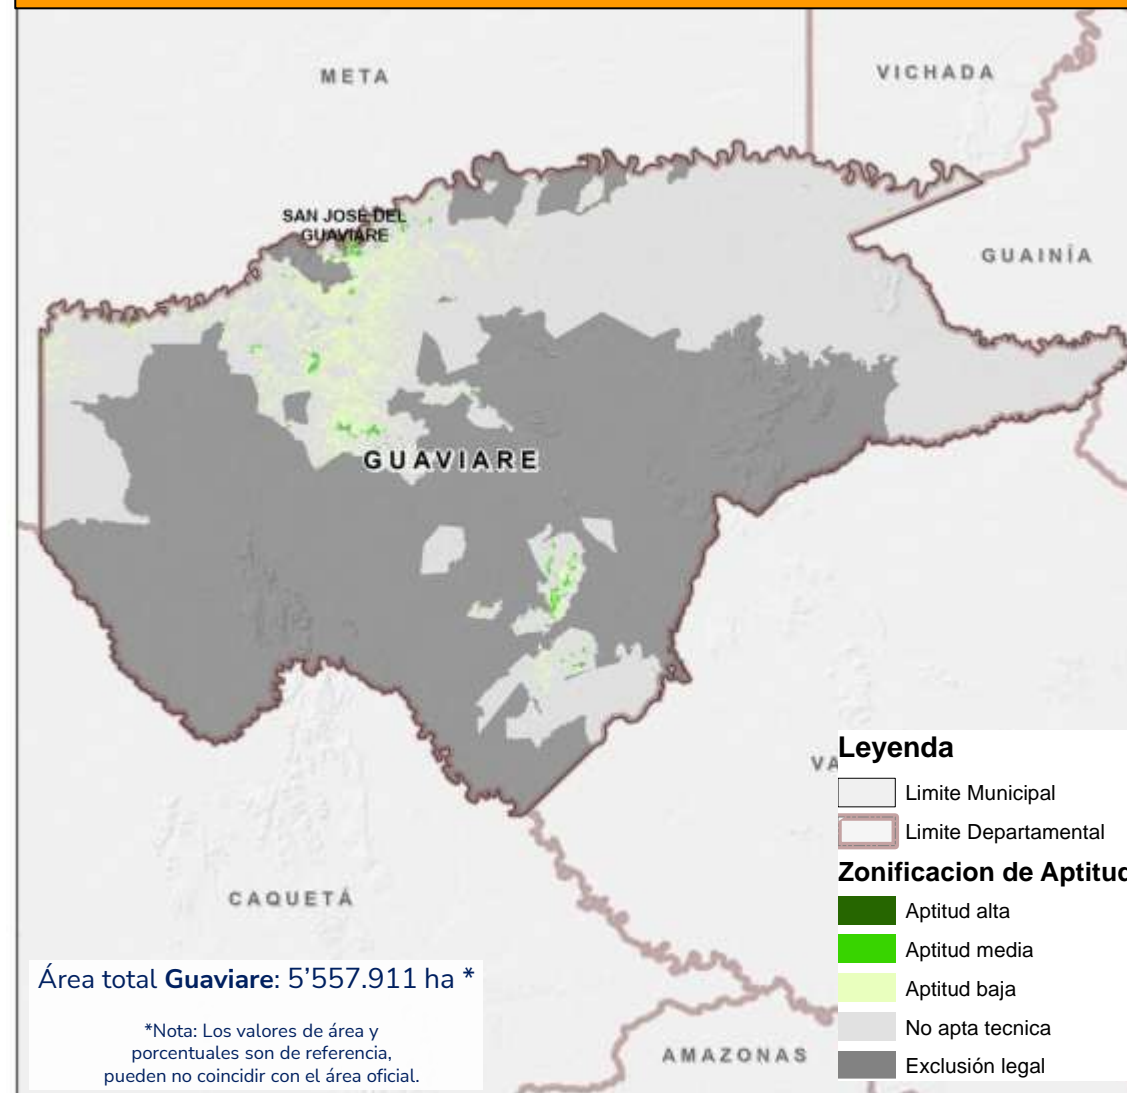 META
VICHADA
SAN JOSÉ DEL
GUAVIARE
GUAINÍA
GUAVIARE
VA
CAQUETÁ
AMAZONAS
Leyenda
Limite Municipal
Limite Departamental
Zonificacion de Aptitud
Aptitud alta
Aptitud media
Aptitud baja
No apta tecnica
Exclusión legal
Área total Guaviare: 5’557.911 ha *
*Nota: Los valores de área y
porcentuales son de referencia,
pueden no coincidir con el área oficial.